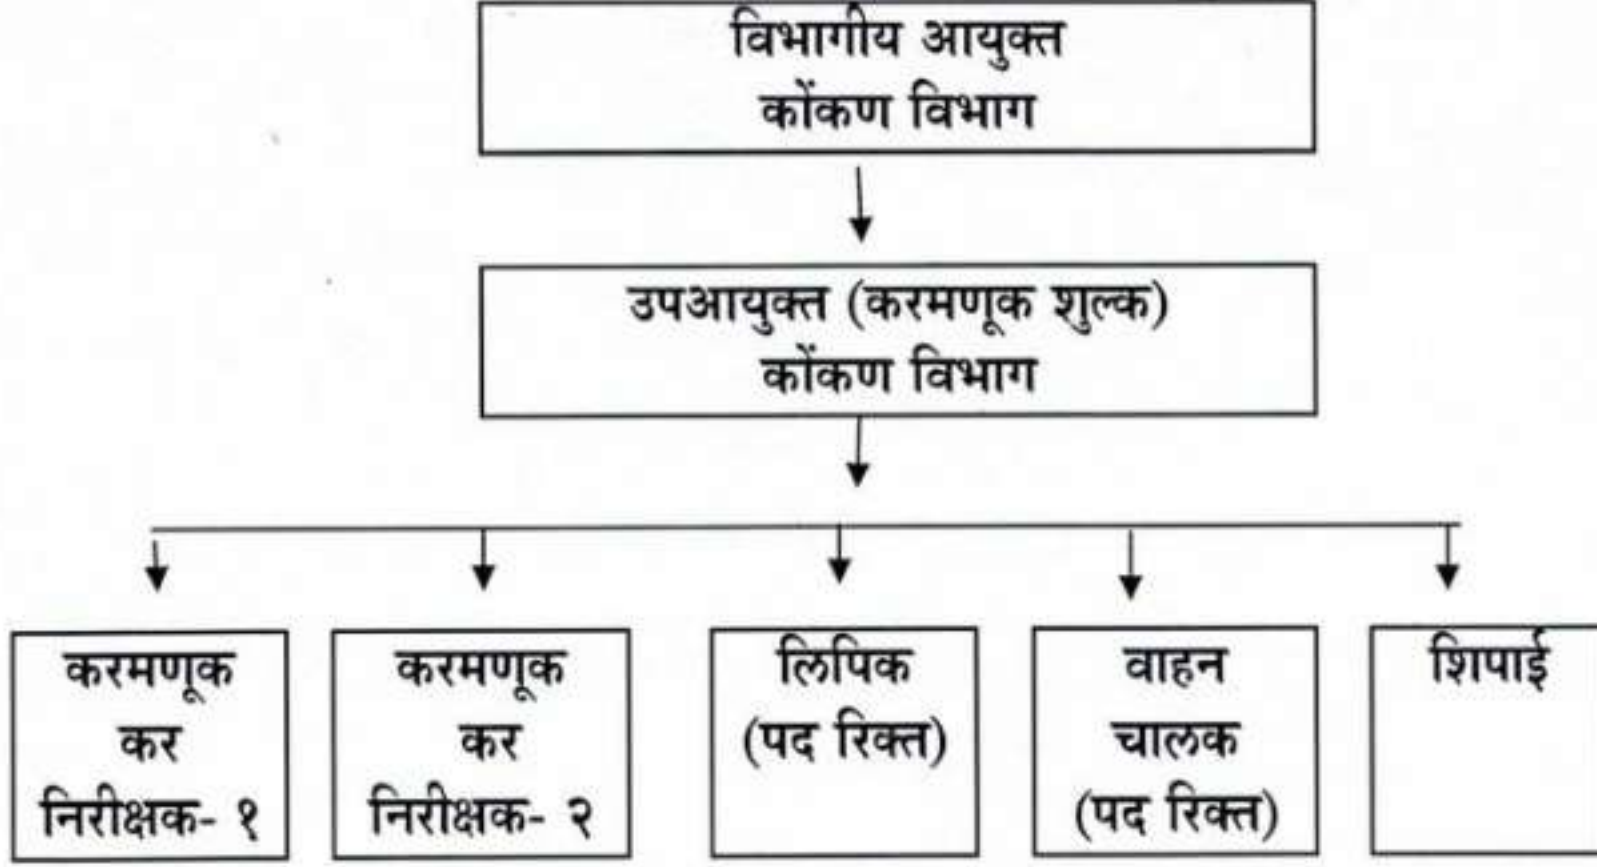 विभागीय आयुक्त
कोंकण विभाग
उपआयुक्त (करमणूक शुल्क)
कोंकण विभाग
करमणूक
कर
निरीक्षक- १
करमणूक
कर
निरीक्षक- २
लिपिक
(पद रिक्त)
वाहन
चालक
(पद रिक्त)
शिपाई